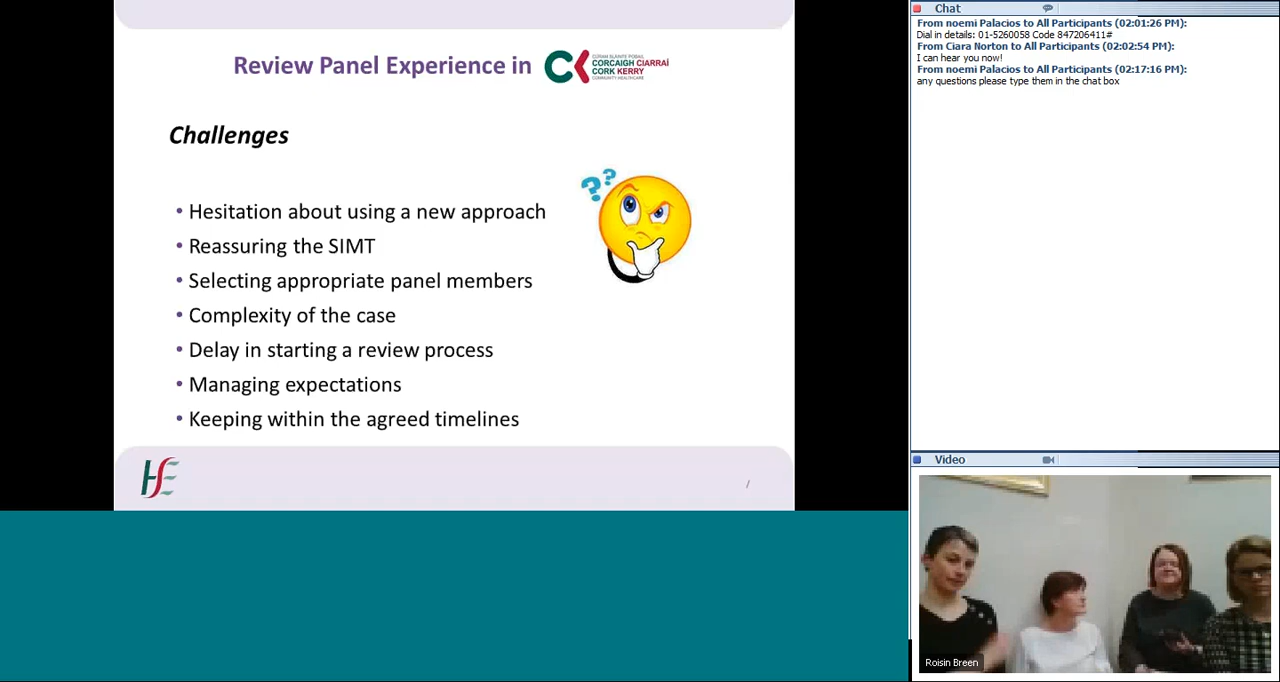 Review Panel Experience in
CORCAIGH CIARRAÍ
CORK KERRY
COMMUNITY HEALTHCARE
Challenges
? ?
• Hesitation about using a new approach
• Reassuring the SIMT
• Selecting appropriate panel members
• Complexity of the case
• Delay in starting a review process
• Managing expectations
• Keeping within the agreed timelines
HSE
/
Chat
From noemi Palacios to All Participants (02:01:26 PM):
Dial in details: 01-5260058 Code 847206411#
From Ciara Norton to All Participants (02:02:54 PM):
I can hear you now!
From noemi Palacios to All Participants (02:17:16 PM):
any questions please type them in the chat box
Video
Roisin Breen